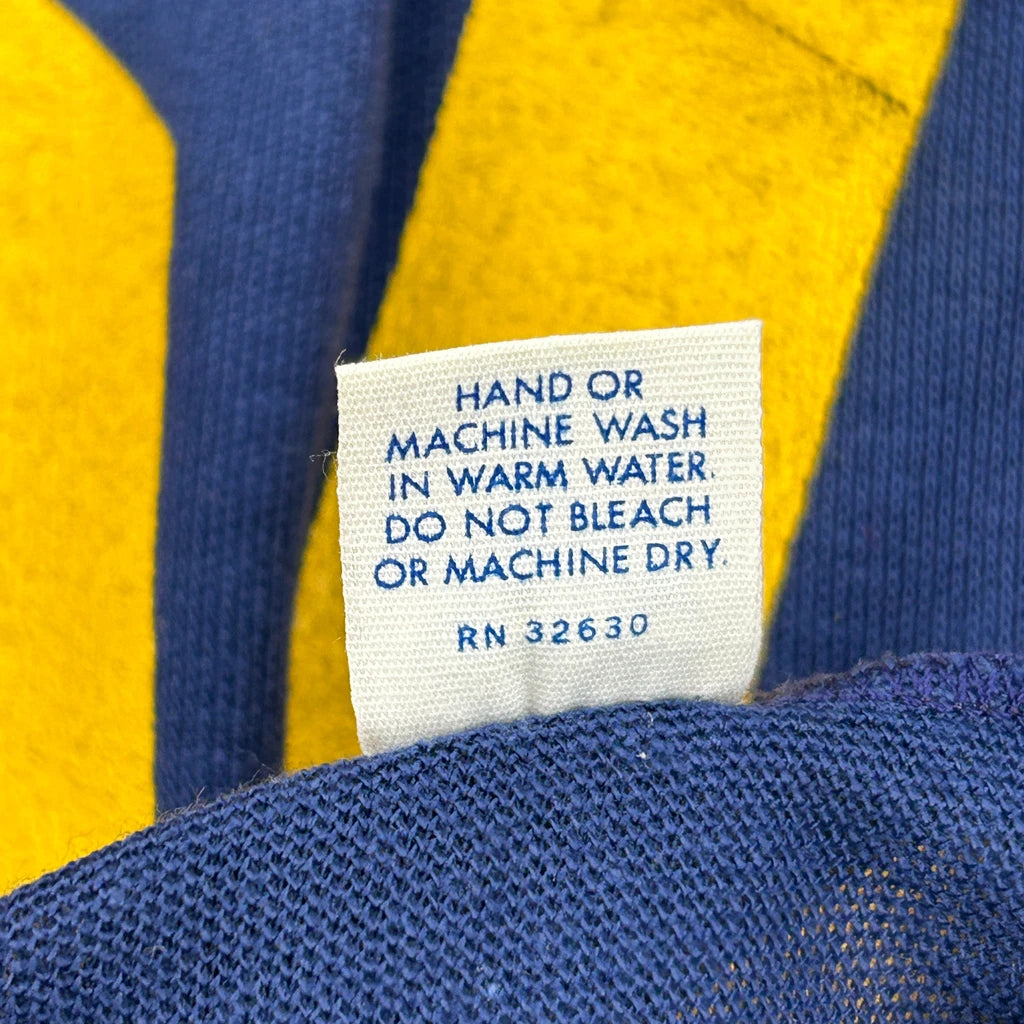 HAND OR
MACHINE WASH
IN WARM WATER.
DO NOT BLEACH
OR MACHINE DRY.
RN 32630